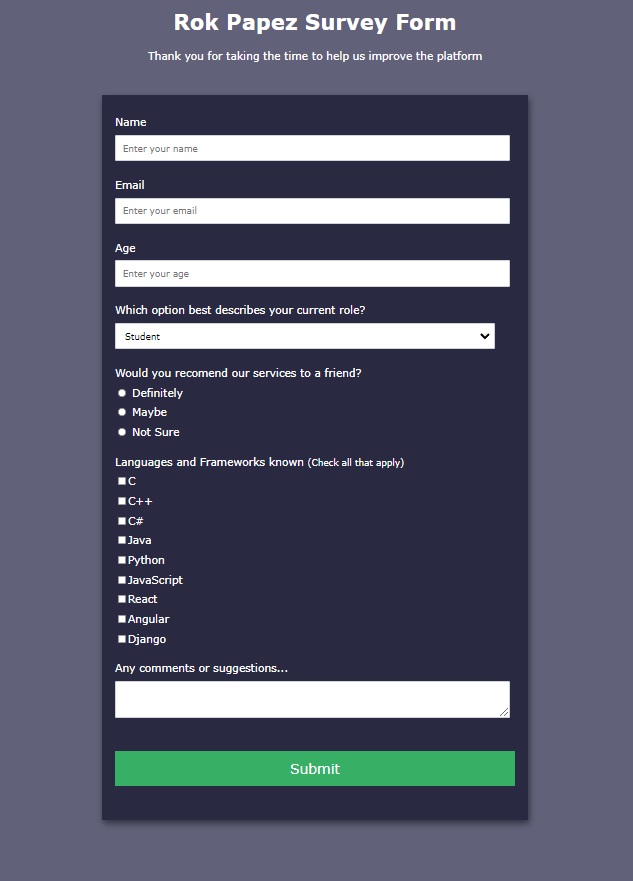 Rok Papez Survey Form
Thank you for taking the time to help us improve the platform
Name
Enter your name
Email
Enter your email
Age
Enter your age
Which option best describes your current role?
Student
Would you recomend our services to a friend?
Definitely
Maybe
Not Sure
Languages and Frameworks known (Check all that apply)
C
C++
C#
Java
Python
JavaScript
React
Angular
Django
Any comments or suggestions...
Submit